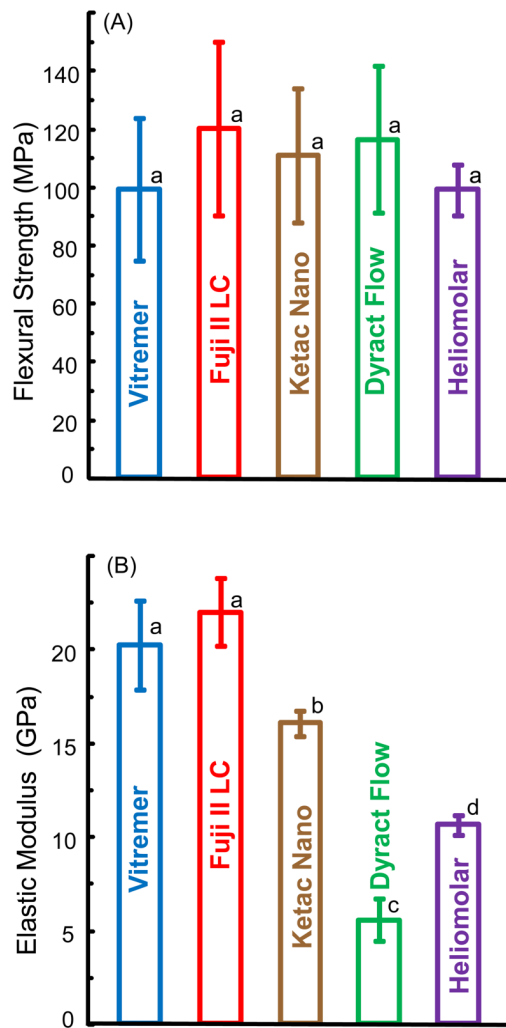 (A)
Flexural Strength (MPa)
140
120
100
80
60
40
20
0
a
a
a
a
a
Vitremer
Fuji II LC
Ketac Nano
Dyract Flow
Heliomolar
(B)
Elastic Modulus (GPa)
20
15
10
5
0
a
a
b
c
d
Vitremer
Fuji II LC
Ketac Nano
Dyract Flow
Heliomolar